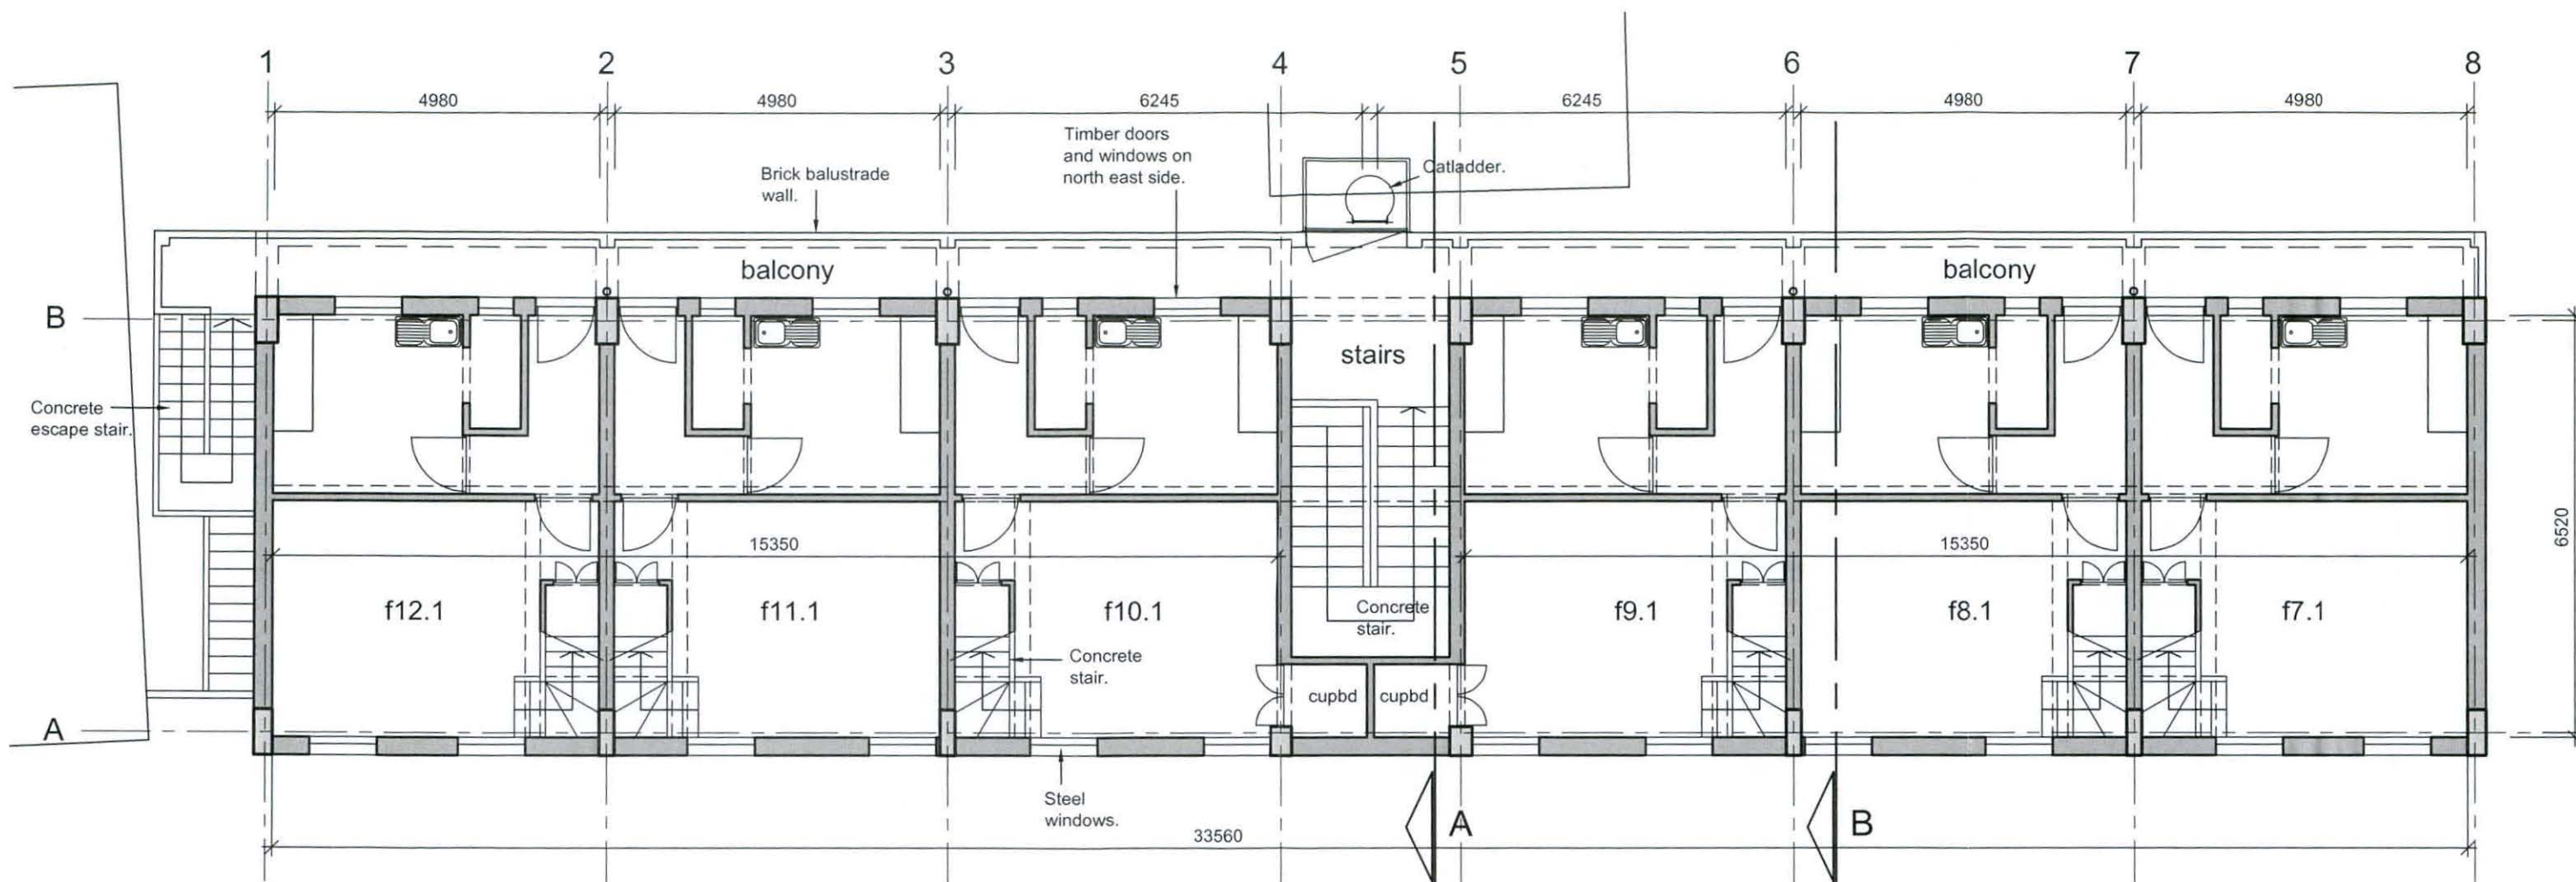 1 2 3 4 5 6 7 8
4980 4980 6245 6245 4980 4980
Timber doors
and windows on
north east side.
Brick balustrade
wall.
Catladder.
balcony
balcony
B
stairs
Concrete
escape stair.
15350
15350
6520
f12.1
f11.1
f10.1
Concrete
stair.
f9.1
f8.1
f7.1
Concrete
stair.
cupbd
cupbd
A
Steel
windows.
A
B
33560